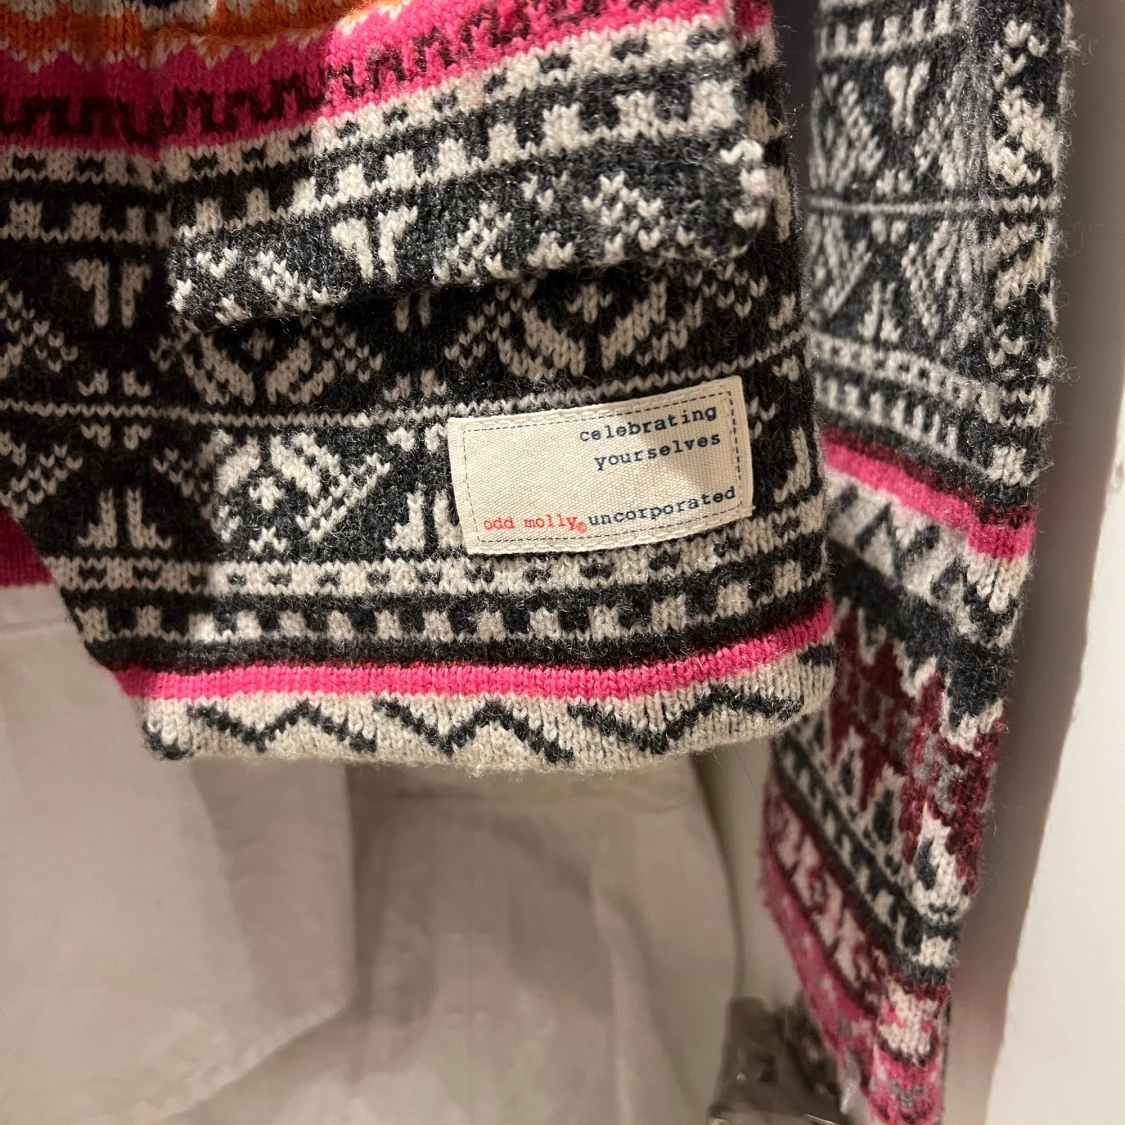 celebrating
yourselves
odd molly© uncorporated